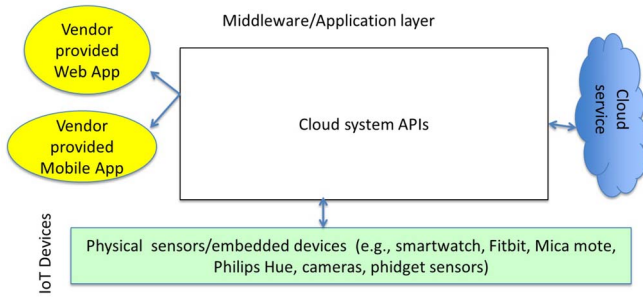 Middleware/Application layer
Vendor
provided
Web App
Vendor
provided
Mobile App
Cloud system APIs
Cloud
service
IoT Devices
Physical sensors/embedded devices (e.g., smartwatch, Fitbit, Mica mote,
Philips Hue, cameras, phidget sensors)